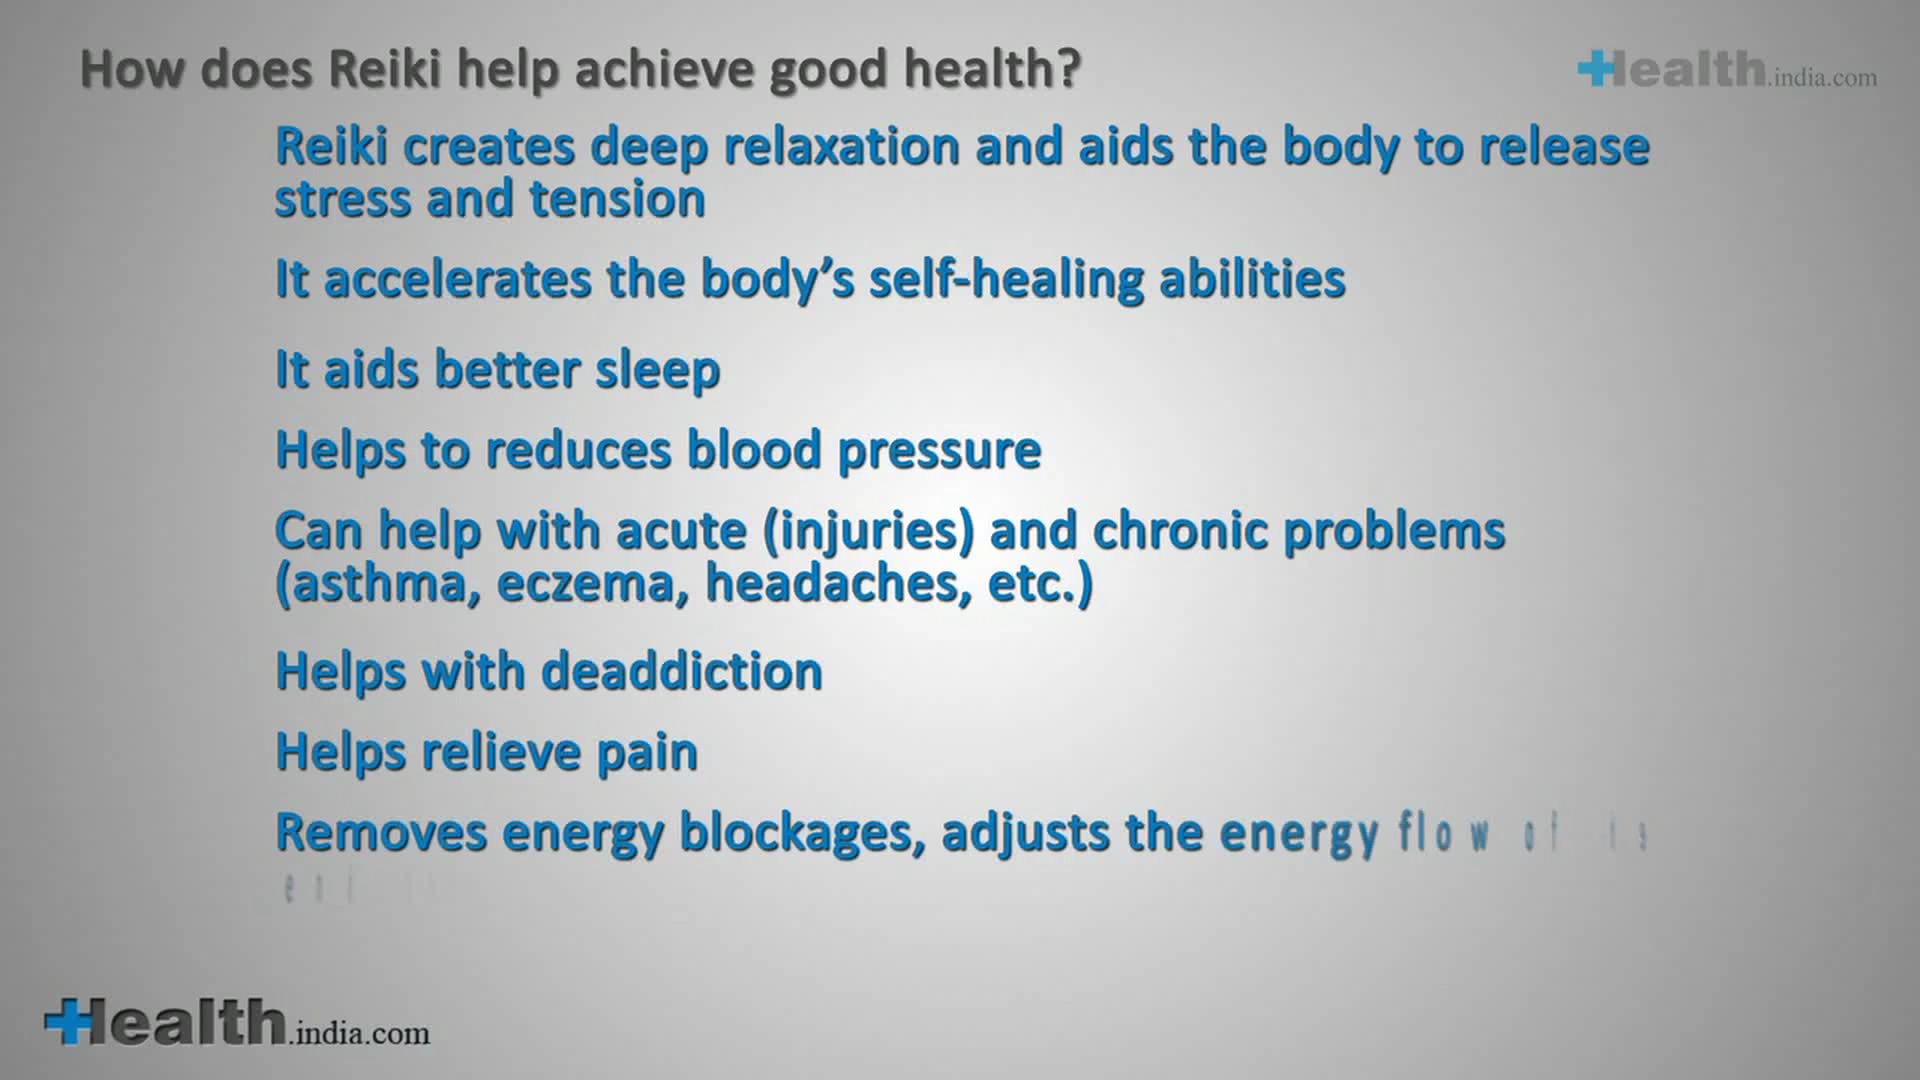 How does Reiki help achieve good health?
Health.india.com
Reiki creates deep relaxation and aids the body to release
stress and tension
It accelerates the body’s self-healing abilities
It aids better sleep
Helps to reduces blood pressure
Can help with acute (injuries) and chronic problems
(asthma, eczema, headaches, etc.)
Helps with deaddiction
Helps relieve pain
Removes energy blockages, adjusts the energy flow of
Health.india.com